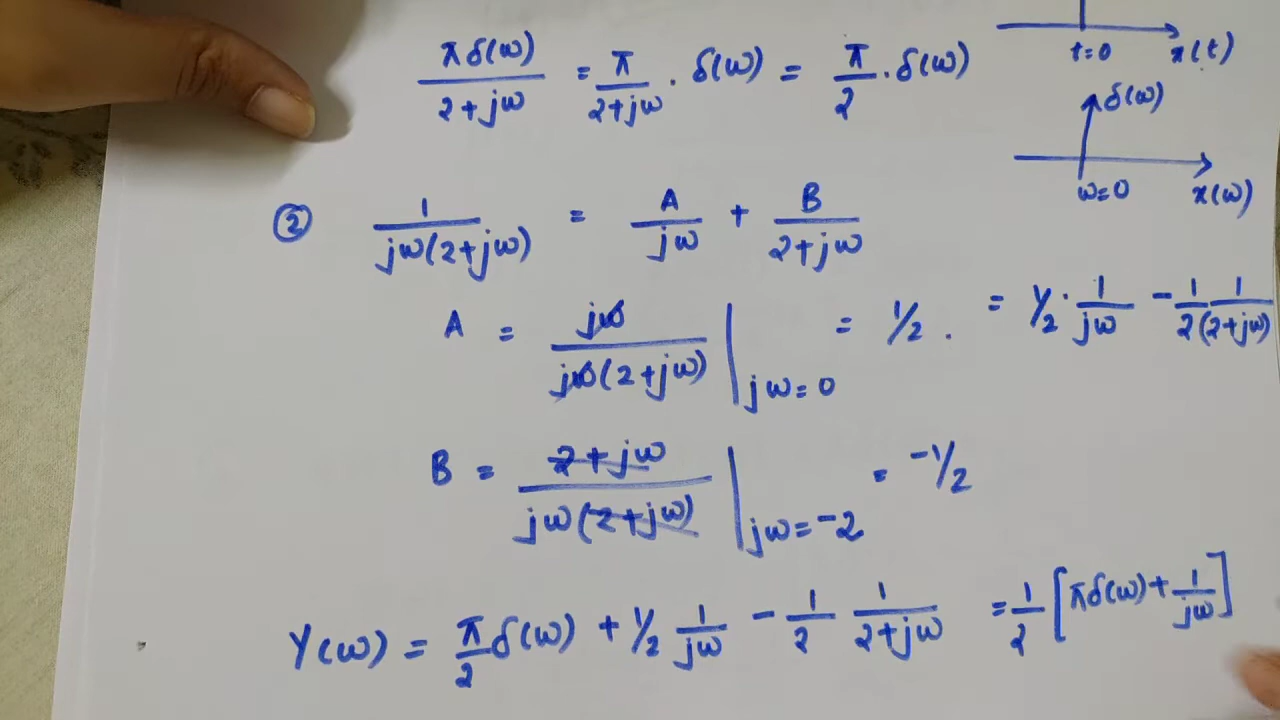 πδ(ω)/(2+jω) = π/(2+jω) · δ(ω) = π/2 · δ(ω)
t=0 x(t)
δ(ω)
ω=0 x(ω)
② 1/(jω(2+jω)) = A/(jω) + B/(2+jω)
A = jω/(jω(2+jω)) | jω=0 = 1/2 . = 1/2 · 1/(jω) - 1/2 1/(2+jω)
B = (2+jω)/(jω(2+jω)) | jω=-2 = -1/2
Y(ω) = π/2 δ(ω) + 1/2 1/(jω) - 1/2 1/(2+jω) = 1/2 [πδ(ω) + 1/(jω)]